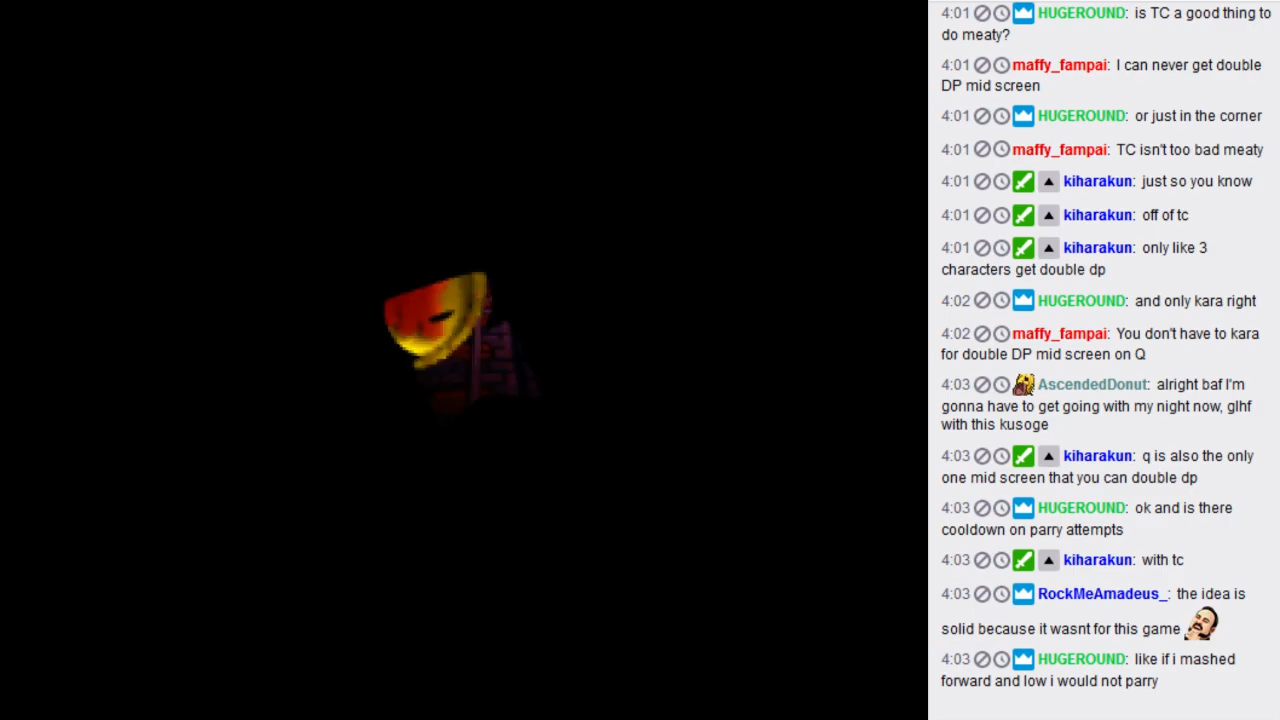 4:01 HUGEROUND: is TC a good thing to
do meaty?
4:01 maffy_fampai: I can never get double
DP mid screen
4:01 HUGEROUND: or just in the corner
4:01 maffy_fampai: TC isn't too bad meaty
4:01 kiharakun: just so you know
4:01 kiharakun: off of tc
4:01 kiharakun: only like 3
characters get double dp
4:02 HUGEROUND: and only kara right
4:02 maffy_fampai: You don't have to kara
for double DP mid screen on Q
4:03 AscendedDonut: alright baf I'm
gonna have to get going with my night now, glhf
with this kusoge
4:03 kiharakun: q is also the only
one mid screen that you can double dp
4:03 HUGEROUND: ok and is there
cooldown on parry attempts
4:03 kiharakun: with tc
4:03 RockMeAmadeus_: the idea is
solid because it wasnt for this game
4:03 HUGEROUND: like if i mashed
forward and low i would not parry